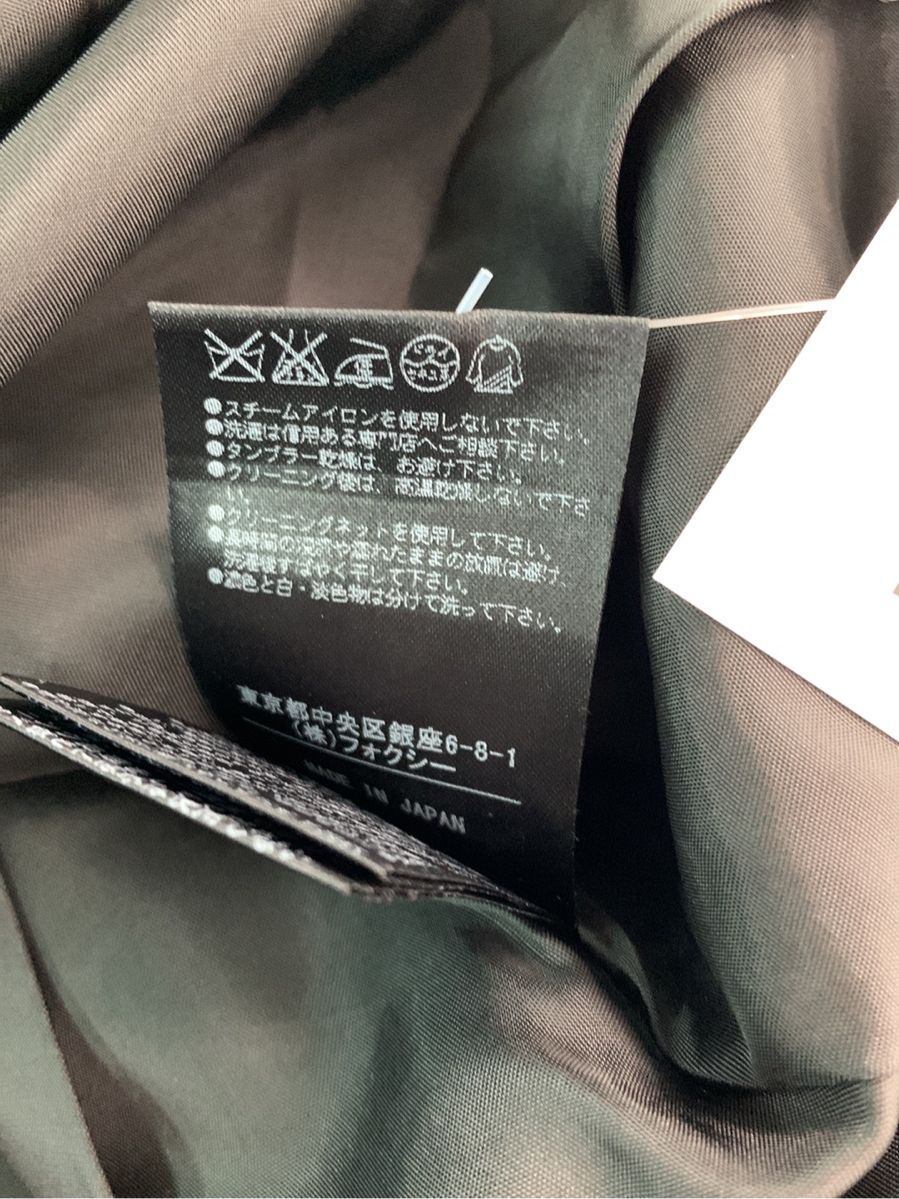 ●スチームアイロンを使用しないで下さい。
●洗濯は信用ある専門店へご相談下さい。
●タンブラー乾燥は、お避け下さい。
●クリーニング後は、高温乾燥しないで下さ
い。
●クリーニングネットを使用して下さい。
●長時間の浸漬や濡れたままの放置は避け、
洗濯後すばやく干して下さい。
●濃色と白・淡色物は分けて洗って下さい。
東京都中央区銀座6-8-1
(株)フォクシー
MADE IN JAPAN